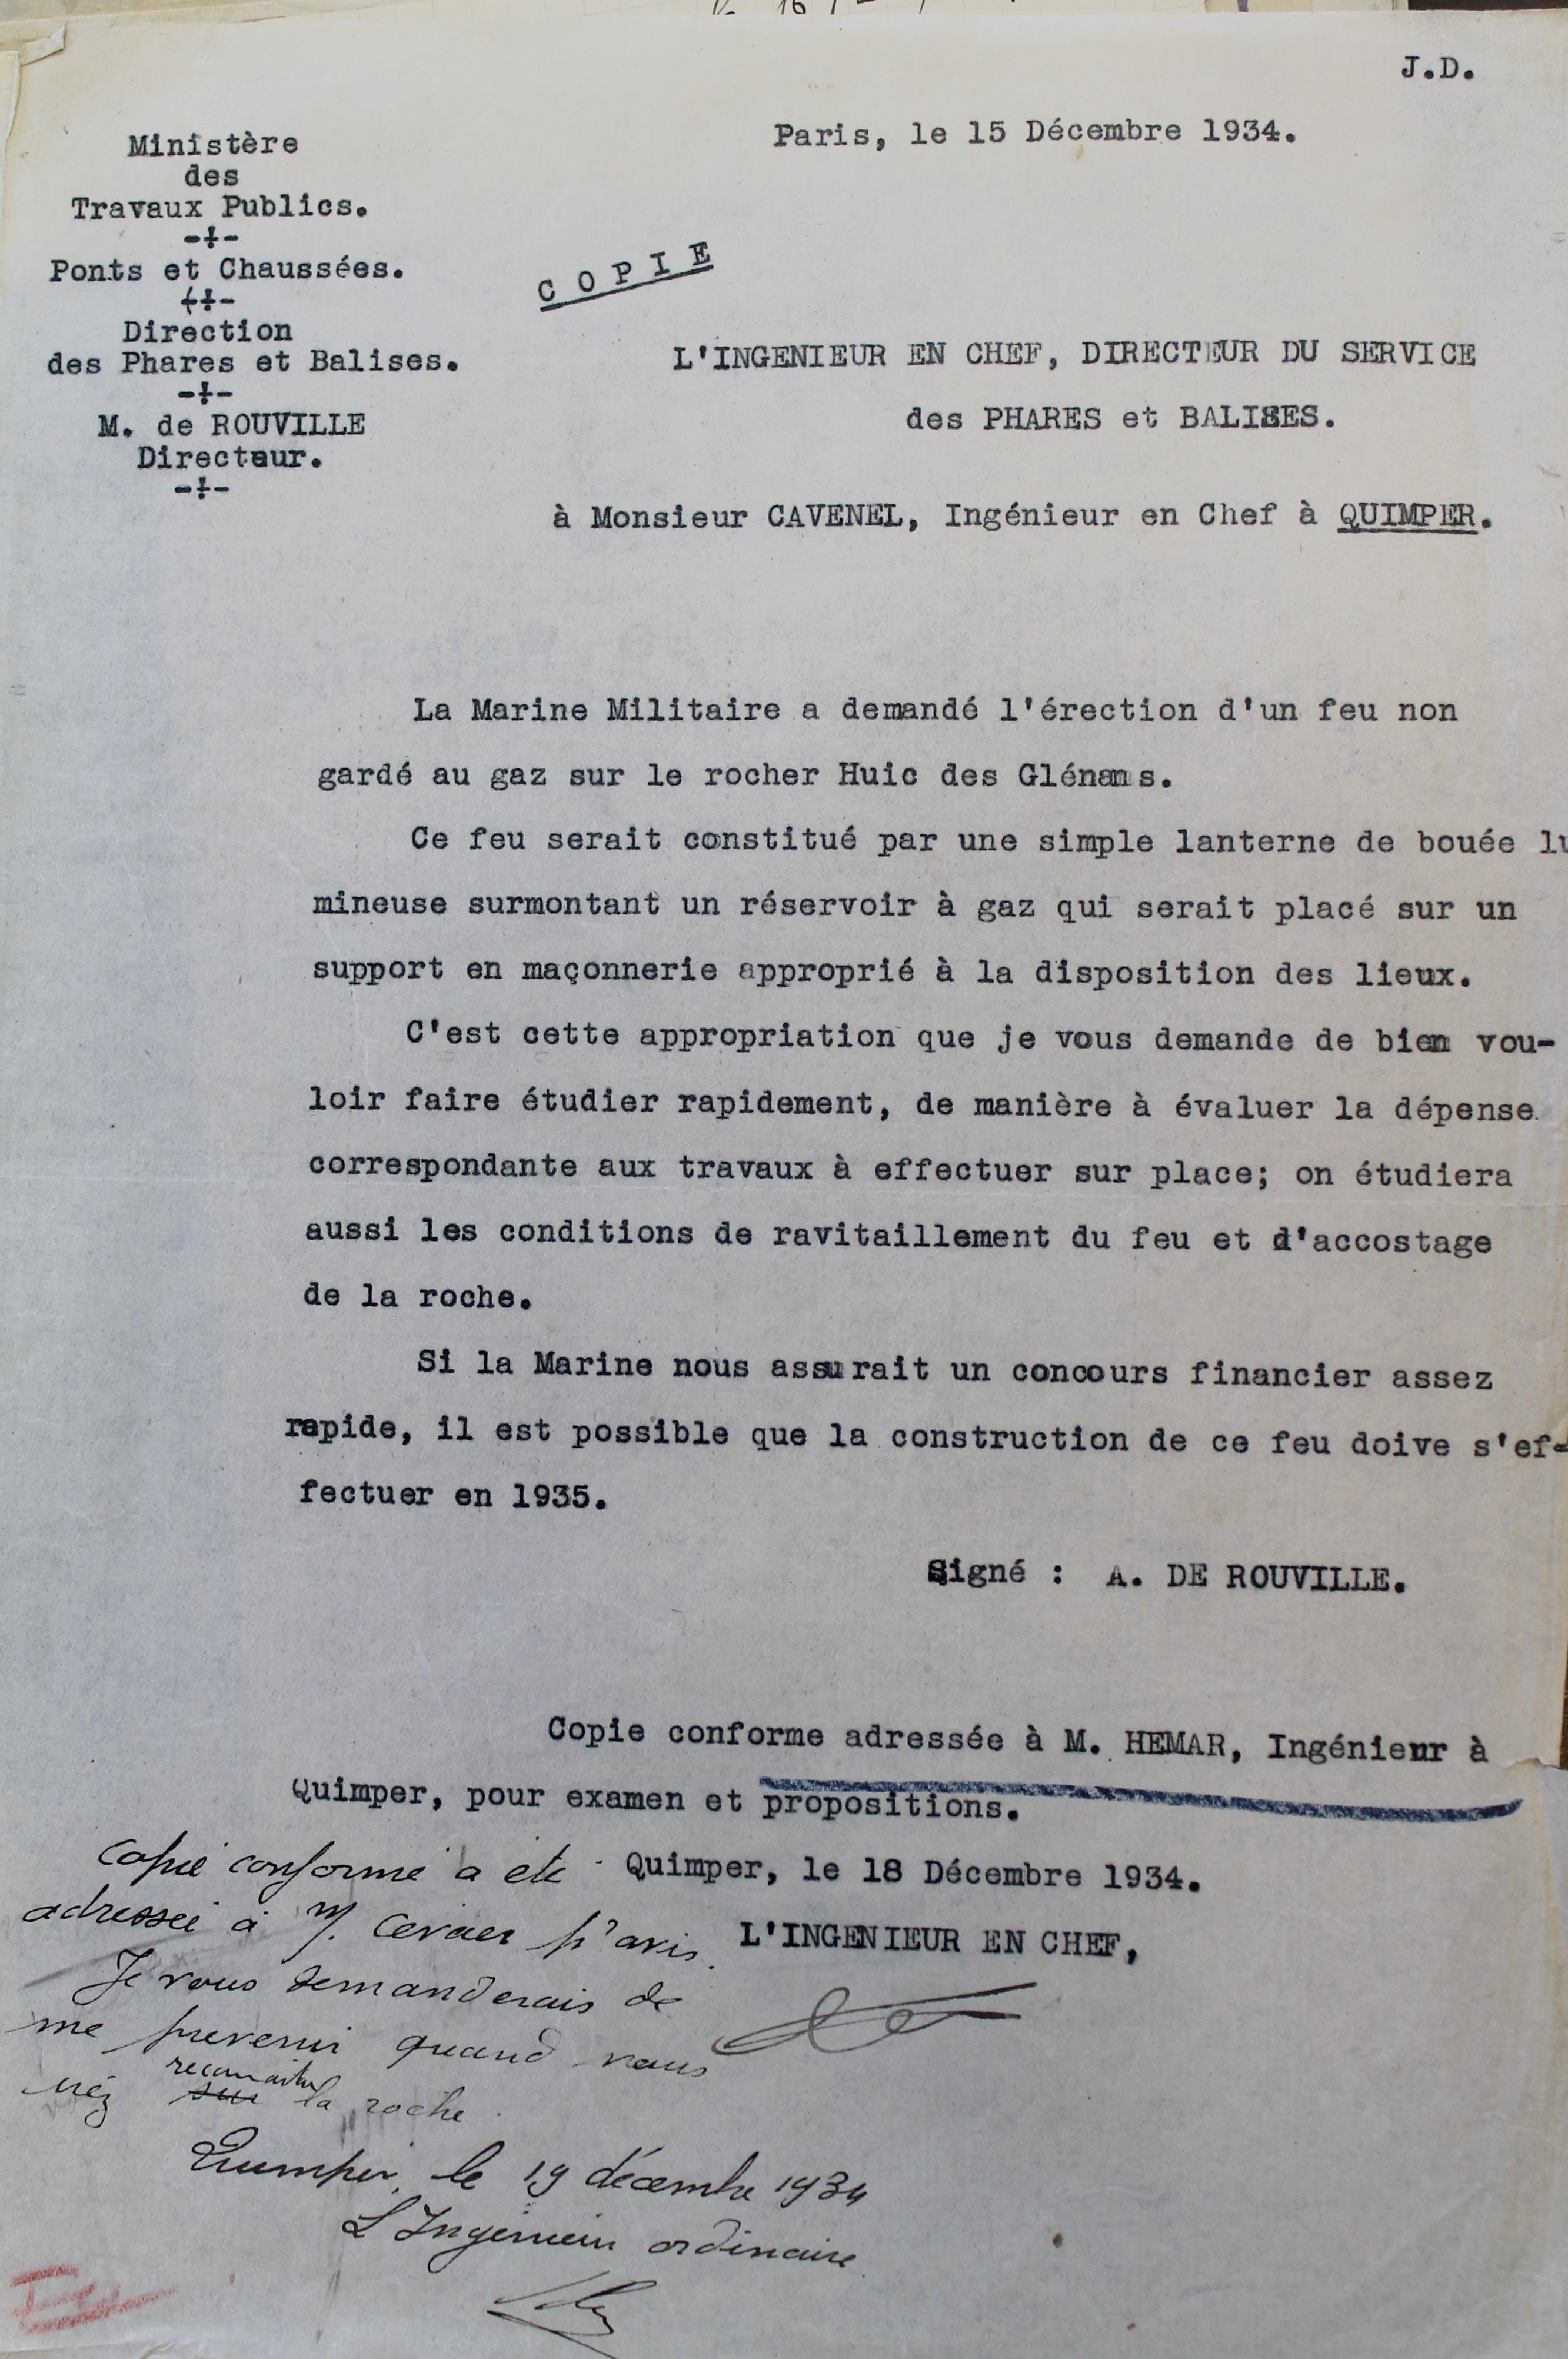 J.D.
Paris, le 15 Décembre 1934.
Ministère
des
Travaux Publics.
Ponts et Chaussées.
Direction
des Phares et Balises.
M. de ROUVILLE
Directeur.
COPIE
L'INGENIEUR EN CHEF, DIRECTEUR DU SERVICE
des PHARES et BALISES.
à Monsieur CAVENEL, Ingénieur en Chef à QUIMPER.
La Marine Militaire a demandé l'érection d'un feu non
gardé au gaz sur le rocher Huic des Glénans.
Ce feu serait constitué par une simple lanterne de bouée lu
mineuse surmontant un réservoir à gaz qui serait placé sur un
support en maçonnerie approprié à la disposition des lieux.
C'est cette appropriation que je vous demande de bien vou-
loir faire étudier rapidement, de manière à évaluer la dépense
correspondante aux travaux à effectuer sur place; on étudiera
aussi les conditions de ravitaillement du feu et d'accostage
de la roche.
Si la Marine nous assurait un concours financier assez
rapide, il est possible que la construction de ce feu doive s'ef-
fectuer en 1935.
Signé : A. DE ROUVILLE.
Copie conforme adressée à M. HEMAR, Ingénieur à
Quimper, pour examen et propositions.
Quimper, le 18 Décembre 1934.
L'INGENIEUR EN CHEF,
Copie conforme a été
adressée à M. pr avis.
Je vous demanderais de
me prévenir quand vous
irez reconnaitre la roche.
Quimper, le 19 décembre 1934
L'Ingénieur ordinaire